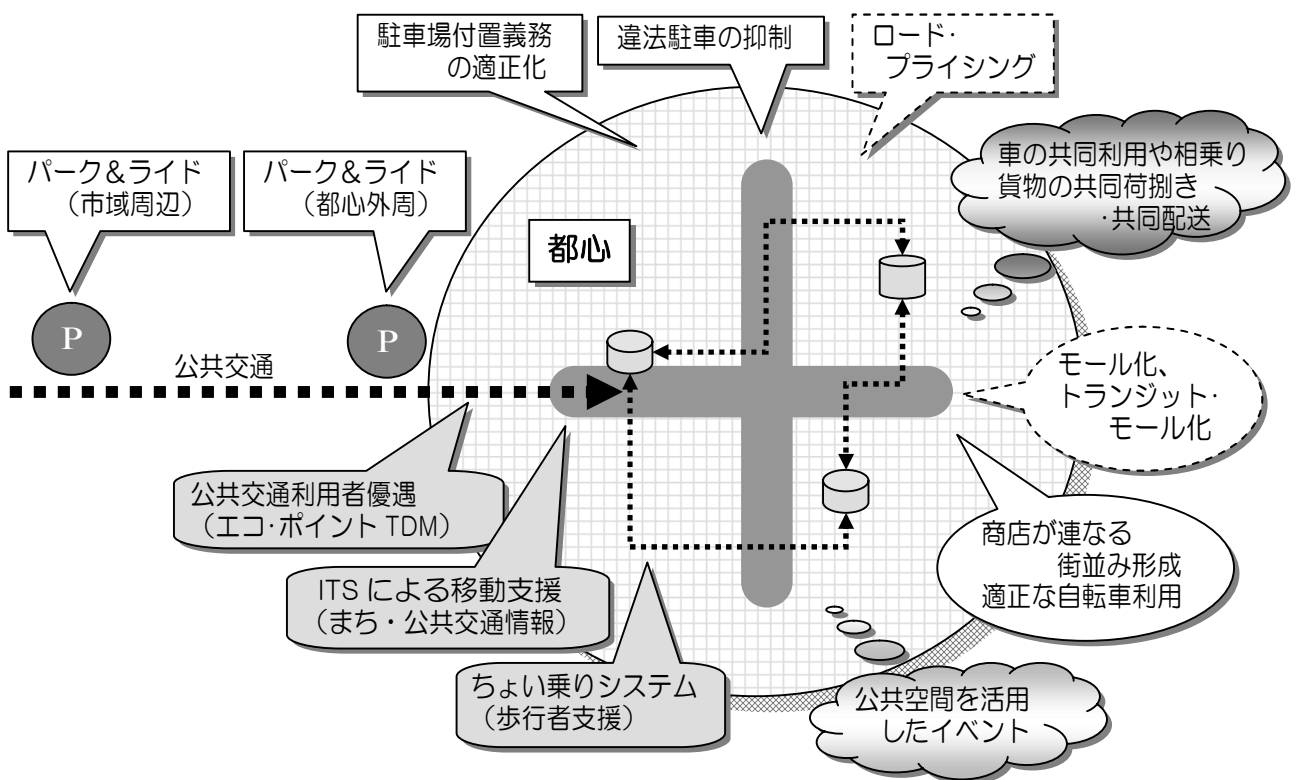 駐車場付置義務
の適正化
違法駐車の抑制
ロード・
プライシング
パーク＆ライド
（市域周辺）
パーク＆ライド
（都心外周）
車の共同利用や相乗り
貨物の共同荷捌き
・共同配送
都心
P
P
公共交通
モール化、
トランジット・
モール化
公共交通利用者優遇
（エコ・ポイント TDM）
商店が連なる
街並み形成
適正な自転車利用
ITS による移動支援
（まち・公共交通情報）
ちょい乗りシステム
（歩行者支援）
公共空間を活用
したイベント